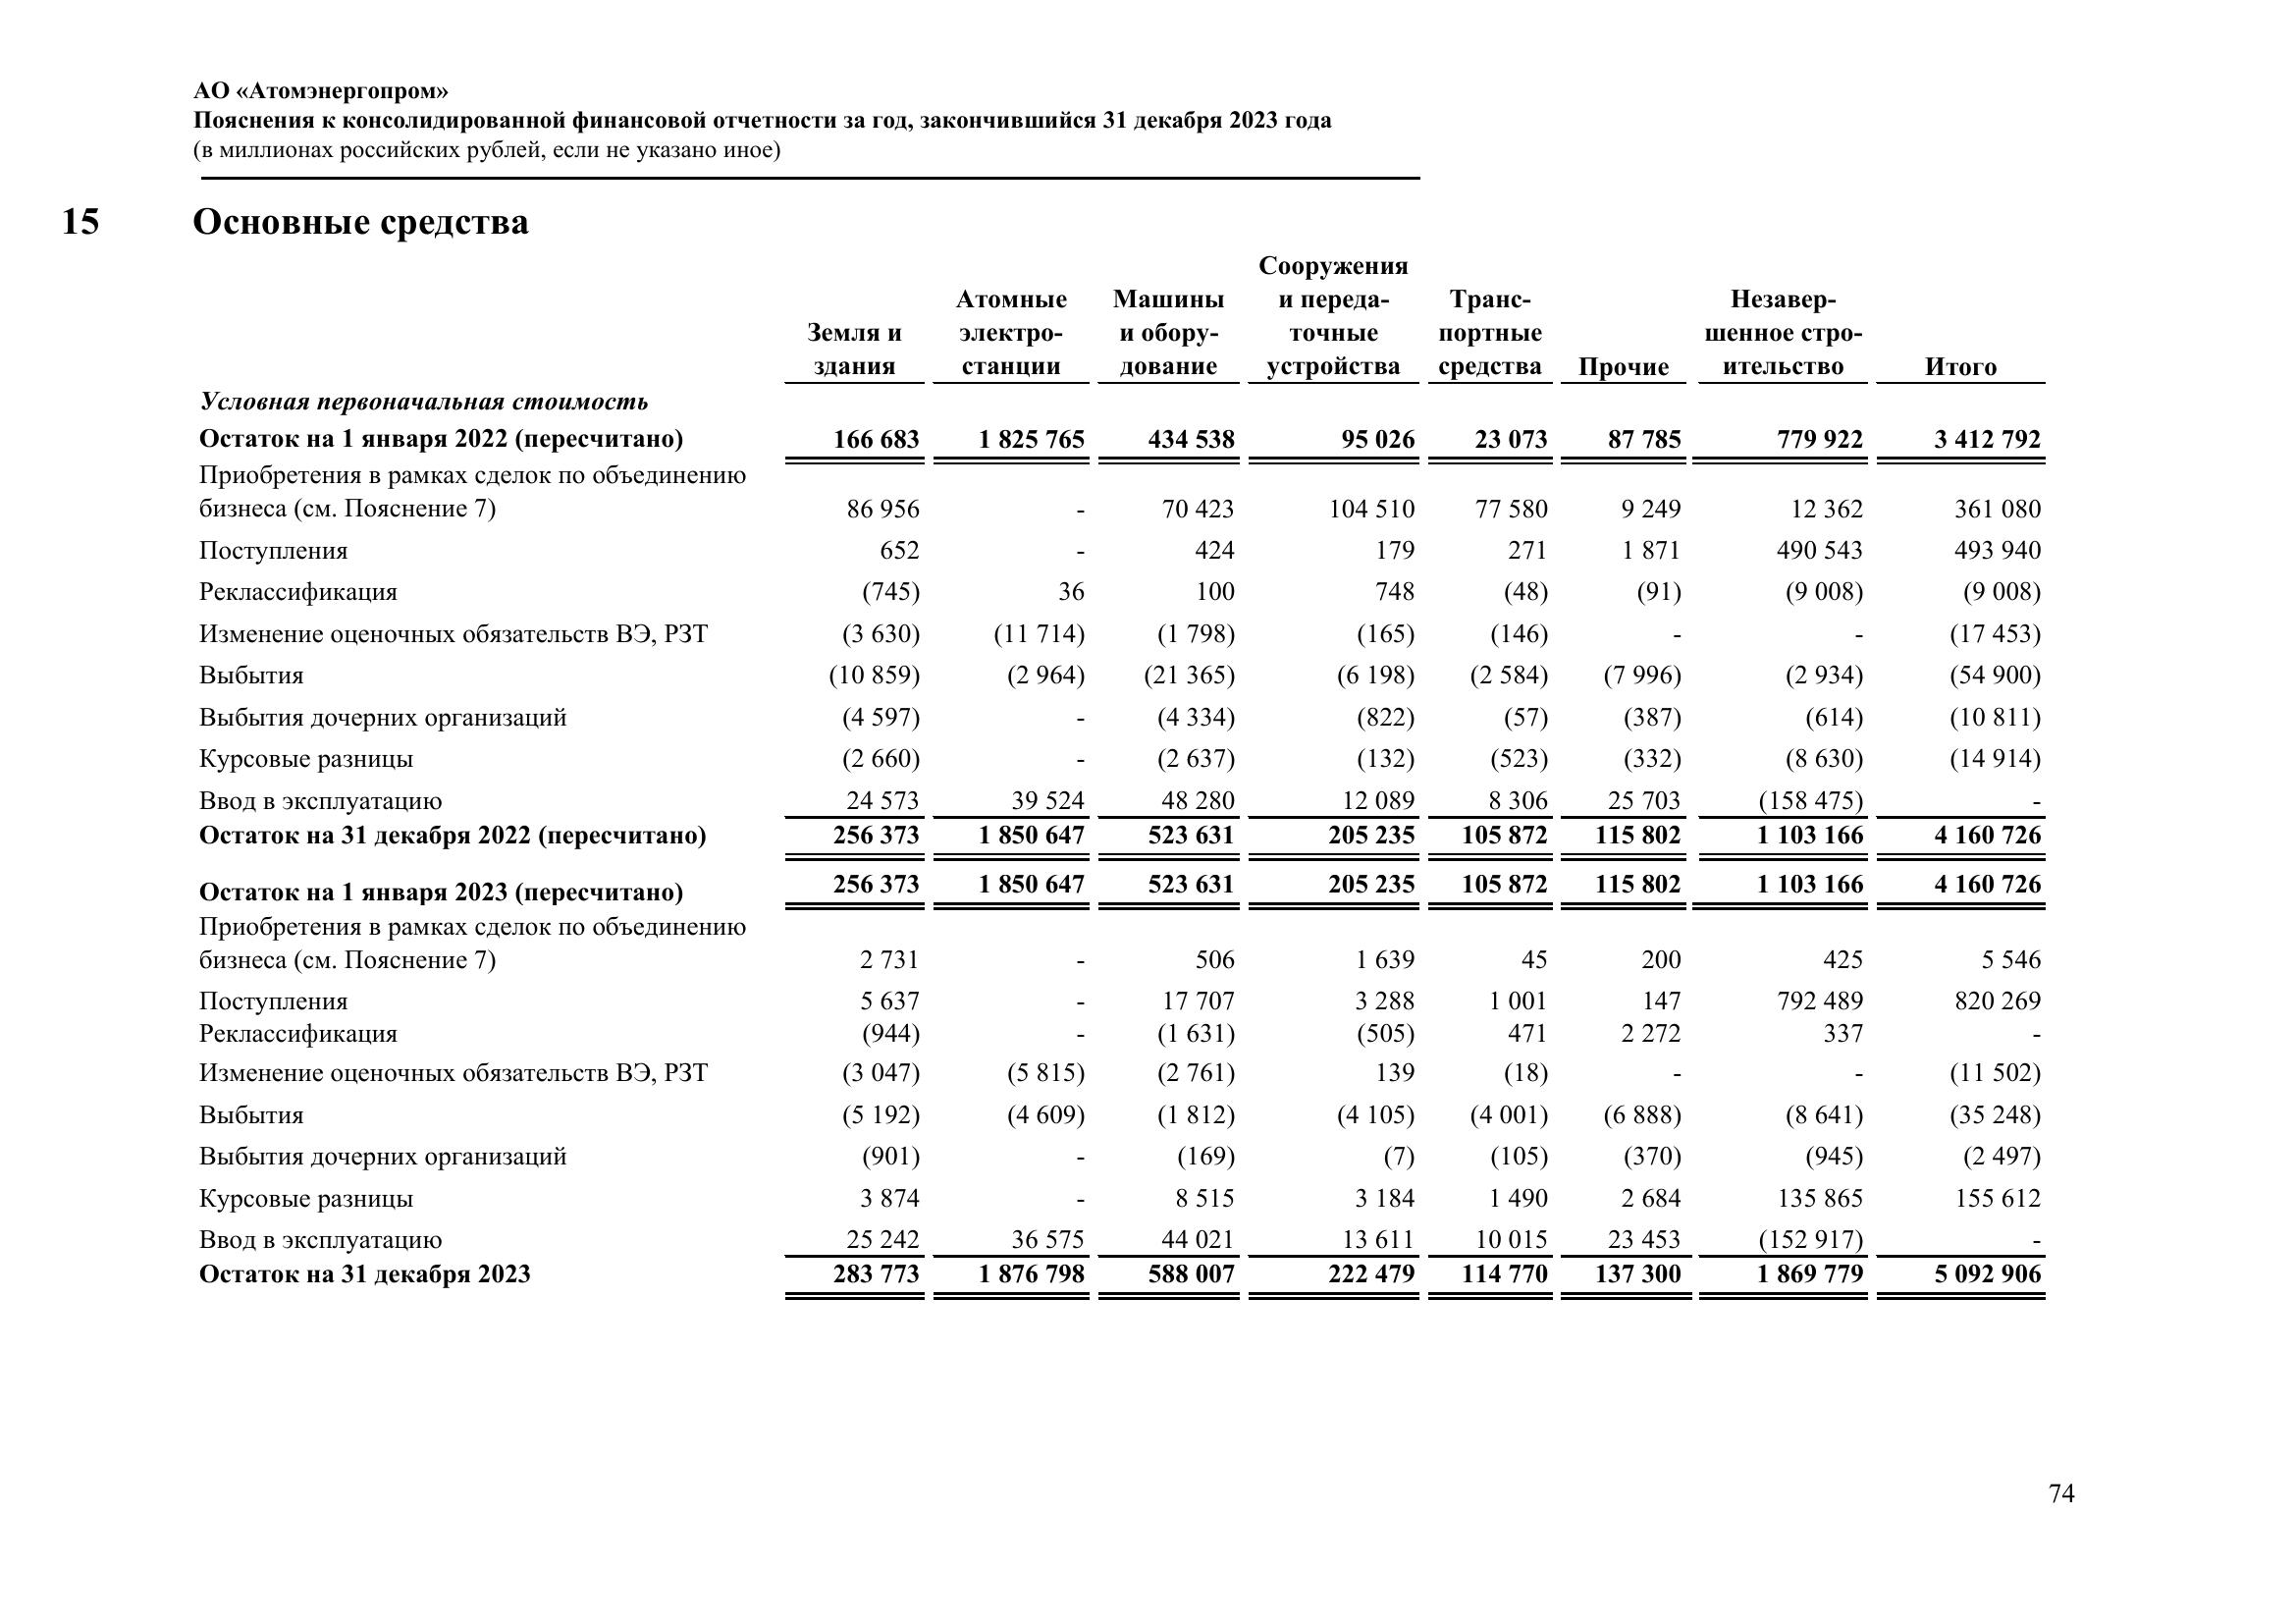 АО «Атомэнергопром»
Пояснения к консолидированной финансовой отчетности за год, закончившийся 31 декабря 2023 года
(в миллионах российских рублей, если не указано иное)
15 Основные средства
Сооружения
Атомные Машины и переда- Транс- Незавер-
Земля и электро- и обору- точные портные шенное стро-
здания станции дование устройства средства Прочие ительство Итого
Условная первоначальная стоимость
Остаток на 1 января 2022 (пересчитано) 166 683 1 825 765 434 538 95 026 23 073 87 785 779 922 3 412 792
Приобретения в рамках сделок по объединению
бизнеса (см. Пояснение 7) 86 956 - 70 423 104 510 77 580 9 249 12 362 361 080
Поступления 652 - 424 179 271 1 871 490 543 493 940
Реклассификация (745) 36 100 748 (48) (91) (9 008) (9 008)
Изменение оценочных обязательств ВЭ, РЗТ (3 630) (11 714) (1 798) (165) (146) - - (17 453)
Выбытия (10 859) (2 964) (21 365) (6 198) (2 584) (7 996) (2 934) (54 900)
Выбытия дочерних организаций (4 597) - (4 334) (822) (57) (387) (614) (10 811)
Курсовые разницы (2 660) - (2 637) (132) (523) (332) (8 630) (14 914)
Ввод в эксплуатацию 24 573 39 524 48 280 12 089 8 306 25 703 (158 475) -
Остаток на 31 декабря 2022 (пересчитано) 256 373 1 850 647 523 631 205 235 105 872 115 802 1 103 166 4 160 726
Остаток на 1 января 2023 (пересчитано) 256 373 1 850 647 523 631 205 235 105 872 115 802 1 103 166 4 160 726
Приобретения в рамках сделок по объединению
бизнеса (см. Пояснение 7) 2 731 - 506 1 639 45 200 425 5 546
Поступления 5 637 - 17 707 3 288 1 001 147 792 489 820 269
Реклассификация (944) - (1 631) (505) 471 2 272 337 -
Изменение оценочных обязательств ВЭ, РЗТ (3 047) (5 815) (2 761) 139 (18) - - (11 502)
Выбытия (5 192) (4 609) (1 812) (4 105) (4 001) (6 888) (8 641) (35 248)
Выбытия дочерних организаций (901) - (169) (7) (105) (370) (945) (2 497)
Курсовые разницы 3 874 - 8 515 3 184 1 490 2 684 135 865 155 612
Ввод в эксплуатацию 25 242 36 575 44 021 13 611 10 015 23 453 (152 917) -
Остаток на 31 декабря 2023 283 773 1 876 798 588 007 222 479 114 770 137 300 1 869 779 5 092 906
74